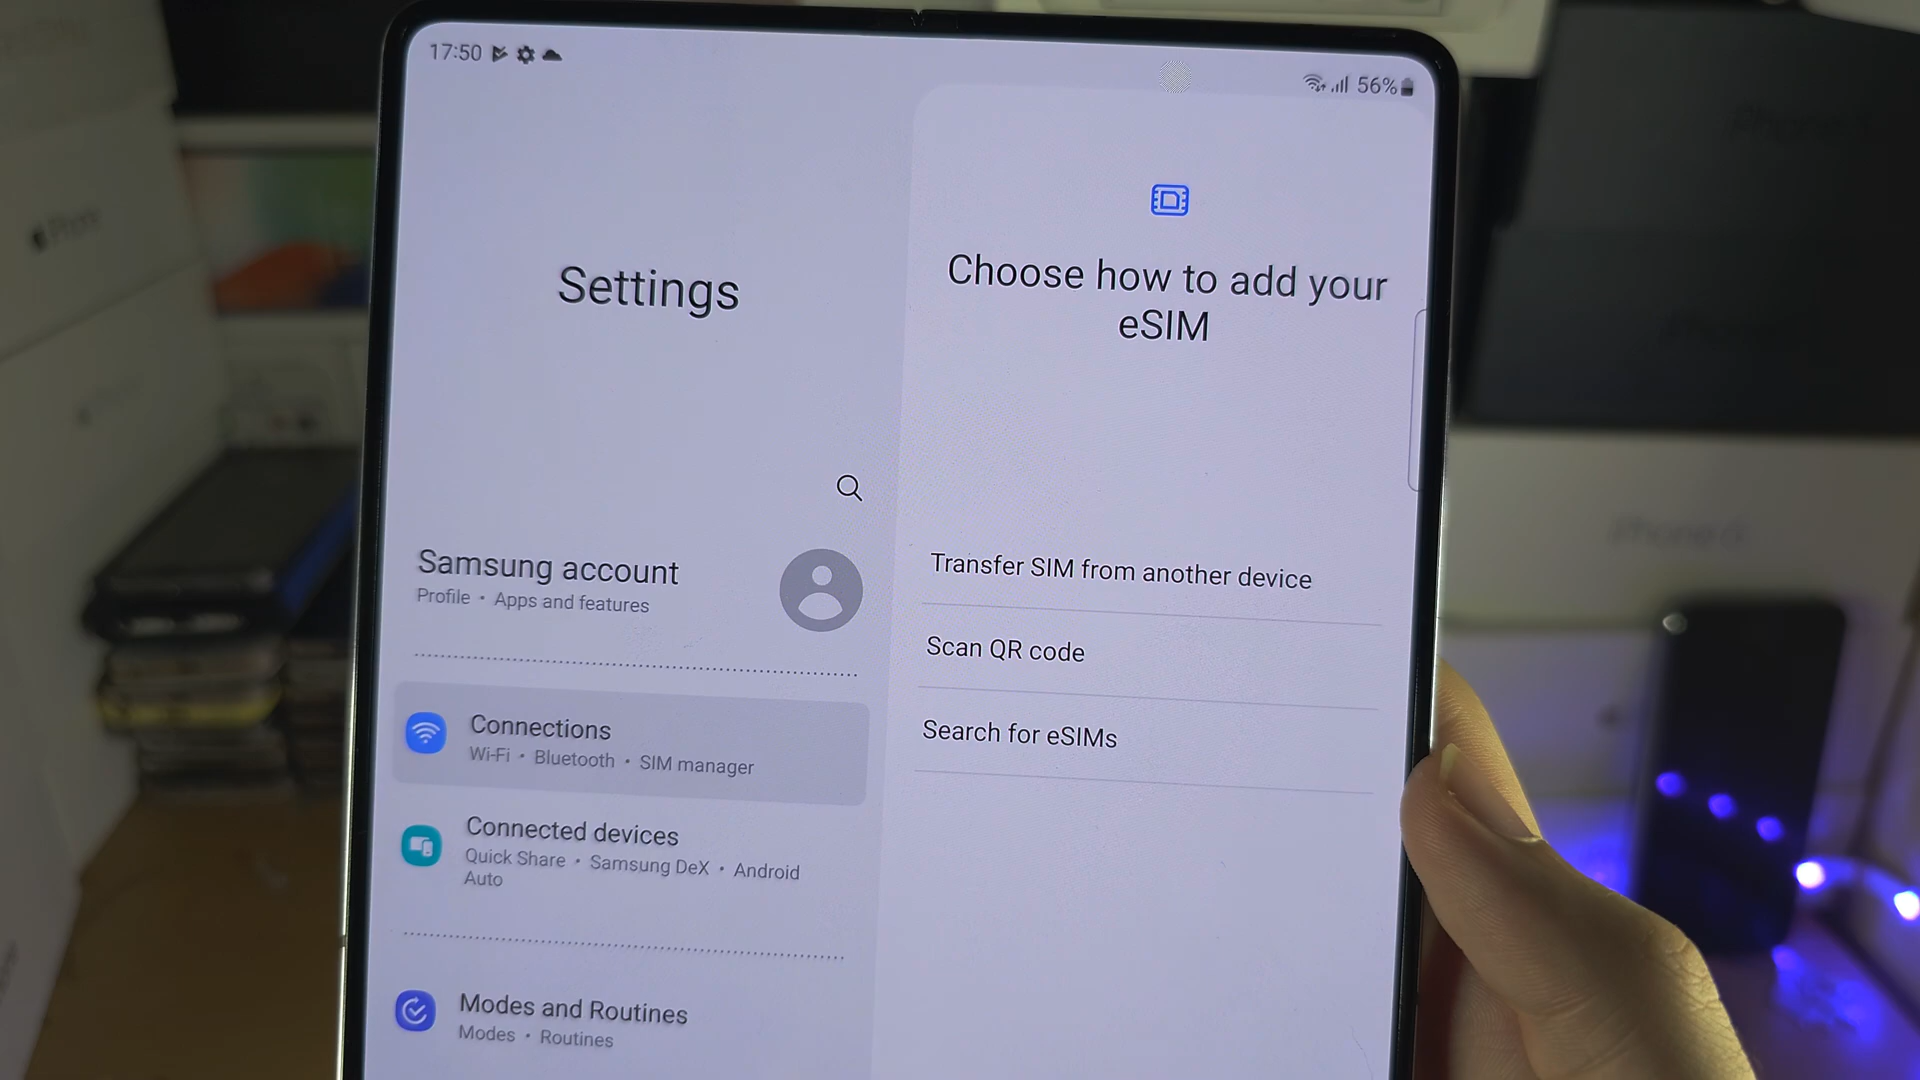 17:50
56%
Settings
Choose how to add your
eSIM
Samsung account
Profile • Apps and features
Transfer SIM from another device
Scan QR code
Search for eSIMs
Connections
Wi-Fi • Bluetooth • SIM manager
Connected devices
Quick Share • Samsung DeX • Android
Auto
Modes and Routines
Modes • Routines
iPhone